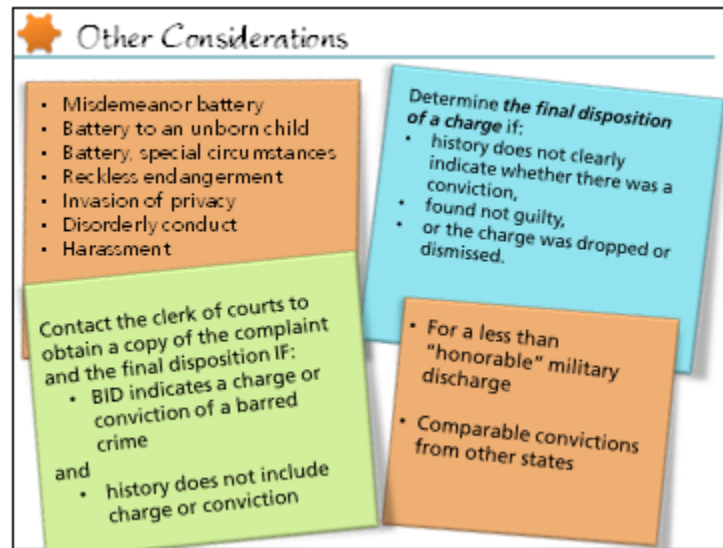 Other Considerations
• Misdemeanor battery
• Battery to an unborn child
• Battery, special circumstances
• Reckless endangerment
• Invasion of privacy
• Disorderly conduct
• Harassment
Determine the final disposition
of a charge if:
• history does not clearly
indicate whether there was a
conviction,
• found not guilty,
• or the charge was dropped or
dismissed.
Contact the clerk of courts to
obtain a copy of the complaint
and the final disposition IF:
• BID indicates a charge or
conviction of a barred
crime
and
• history does not include
charge or conviction
• For a less than
"honorable" military
discharge
• Comparable convictions
from other states